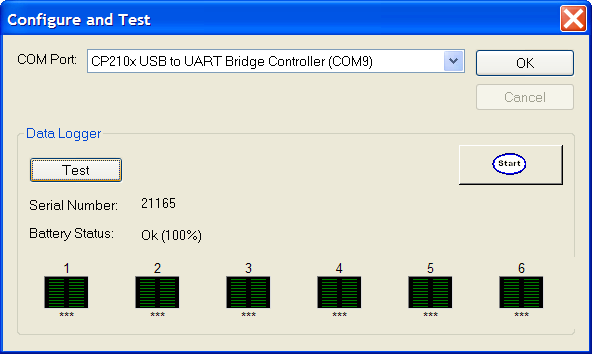 Configure and Test
COM Port: CP210x USB to UART Bridge Controller (COM9) OK
Cancel
Data Logger
Test Start
Serial Number: 21165
Battery Status: Ok (100%)
1 2 3 4 5 6
*** *** *** *** *** ***